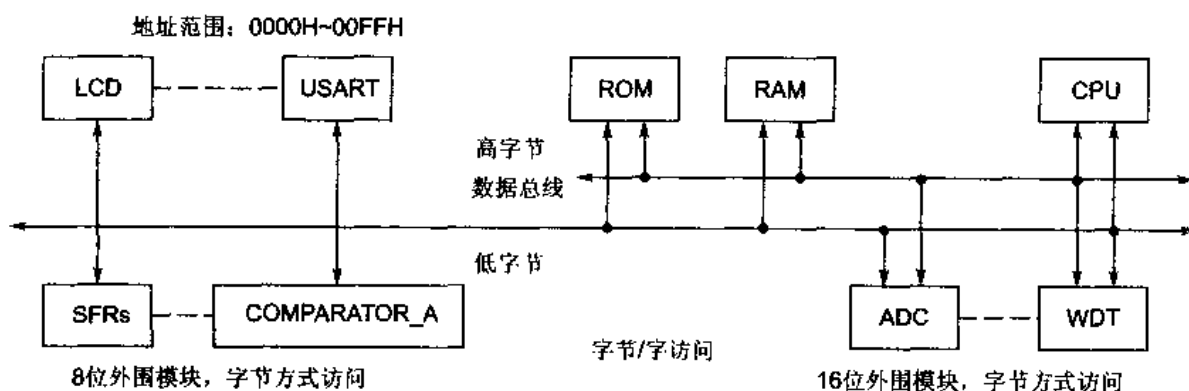 地址范围：0000H~00FFH
LCD
USART
ROM
RAM
CPU
高字节
数据总线
低字节
SFRs
COMPARATOR_A
ADC
WDT
字节/字访问
8位外围模块，字节方式访问
16位外围模块，字节方式访问